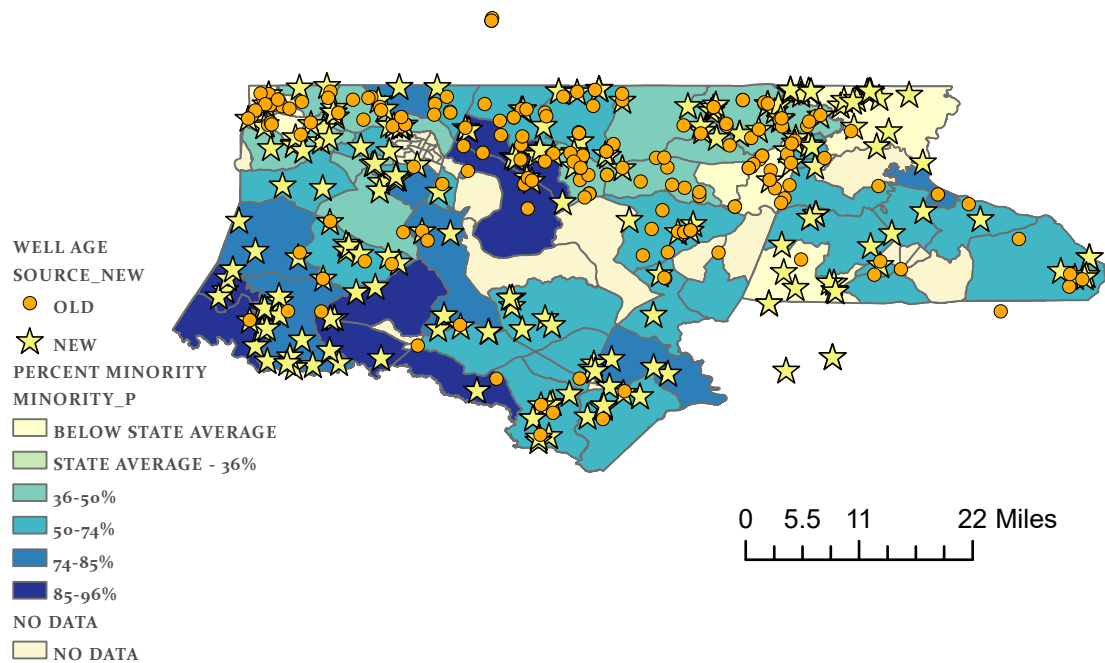 WELL AGE
SOURCE_NEW
OLD
NEW
PERCENT MINORITY
MINORITY_P
BELOW STATE AVERAGE
STATE AVERAGE - 36%
36-50%
50-74%
74-85%
85-96%
NO DATA
NO DATA
0 5.5 11 22 Miles